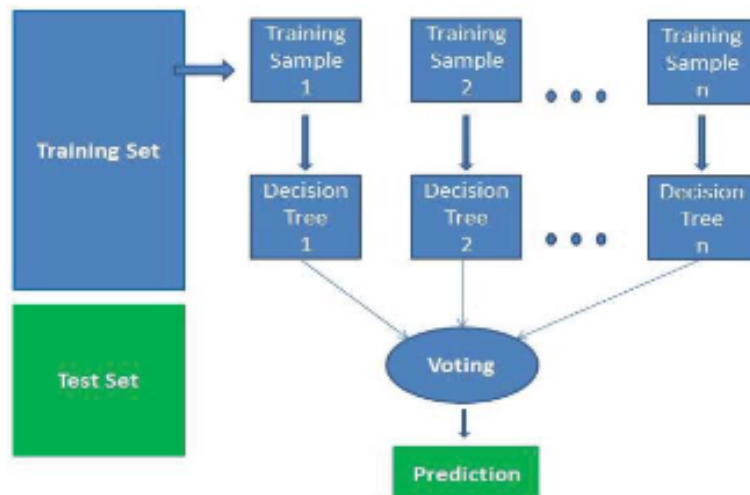 Training Set
Training
Sample
1
Training
Sample
2
Training
Sample
n
Decision
Tree
1
Decision
Tree
2
Decision
Tree
n
Test Set
Voting
Prediction